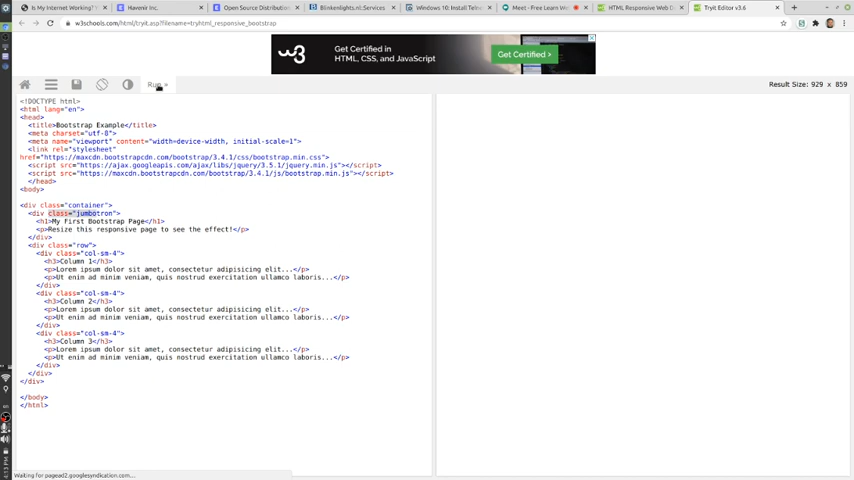 Is My Internet Working?
Havenir Inc.
Open Source Distribution
Blinkenlights.nl:Services
Windows 10: Install Telnet
Meet - Free Learn Web
HTML Responsive Web D
Tryit Editor v3.6
w3schools.com/html/tryit.asp?filename=tryhtml_responsive_bootstrap
Get Certified in
HTML, CSS, and JavaScript
Get Certified >
Run »
Result Size: 929 x 859
<!DOCTYPE html>
<html lang="en">
<head>
<title>Bootstrap Example</title>
<meta charset="utf-8">
<meta name="viewport" content="width=device-width, initial-scale=1">
<link rel="stylesheet"
href="https://maxcdn.bootstrapcdn.com/bootstrap/3.4.1/css/bootstrap.min.css">
<script src="https://ajax.googleapis.com/ajax/libs/jquery/3.5.1/jquery.min.js"></script>
<script src="https://maxcdn.bootstrapcdn.com/bootstrap/3.4.1/js/bootstrap.min.js"></script>
</head>
<body>
<div class="container">
<div class="jumbotron">
<h1>My First Bootstrap Page</h1>
<p>Resize this responsive page to see the effect!</p>
</div>
<div class="row">
<div class="col-sm-4">
<h3>Column 1</h3>
<p>Lorem ipsum dolor sit amet, consectetur adipisicing elit...</p>
<p>Ut enim ad minim veniam, quis nostrud exercitation ullamco laboris...</p>
</div>
<div class="col-sm-4">
<h3>Column 2</h3>
<p>Lorem ipsum dolor sit amet, consectetur adipisicing elit...</p>
<p>Ut enim ad minim veniam, quis nostrud exercitation ullamco laboris...</p>
</div>
<div class="col-sm-4">
<h3>Column 3</h3>
<p>Lorem ipsum dolor sit amet, consectetur adipisicing elit...</p>
<p>Ut enim ad minim veniam, quis nostrud exercitation ullamco laboris...</p>
</div>
</div>
</div>
</body>
</html>
4:13 PM
Waiting for pagead2.googlesyndication.com...